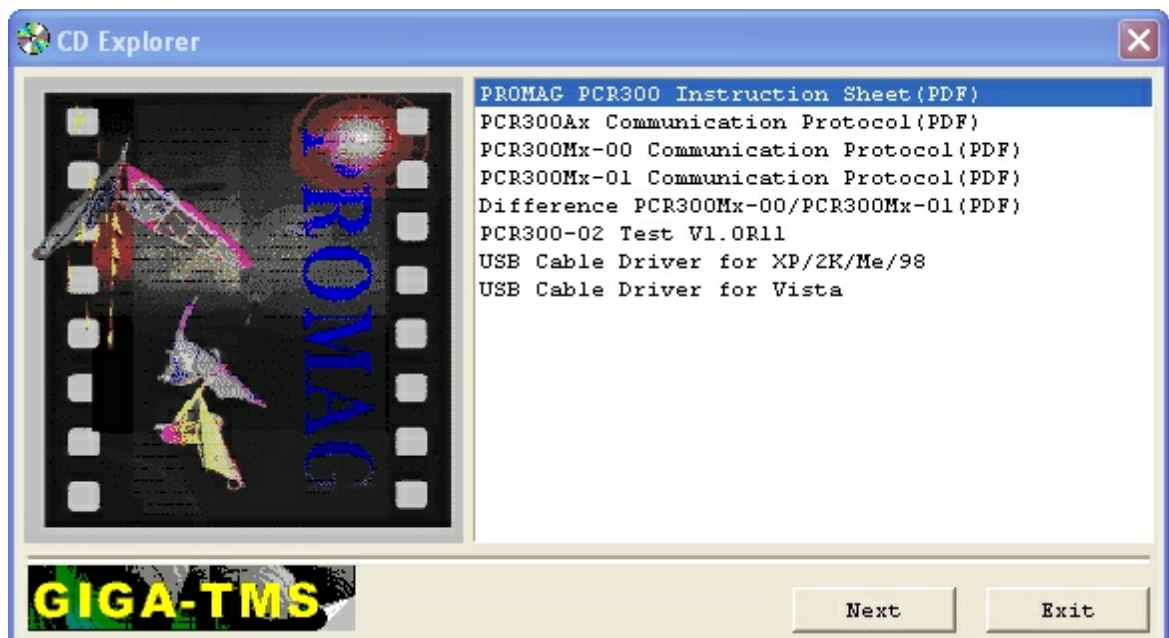 CD Explorer
PROMAG
PROMAG PCR300 Instruction Sheet(PDF)
PCR300Ax Communication Protocol(PDF)
PCR300Mx-00 Communication Protocol(PDF)
PCR300Mx-01 Communication Protocol(PDF)
Difference PCR300Mx-00/PCR300Mx-01(PDF)
PCR300-02 Test V1.0R11
USB Cable Driver for XP/2K/Me/98
USB Cable Driver for Vista
GIGA-TMS
Next
Exit